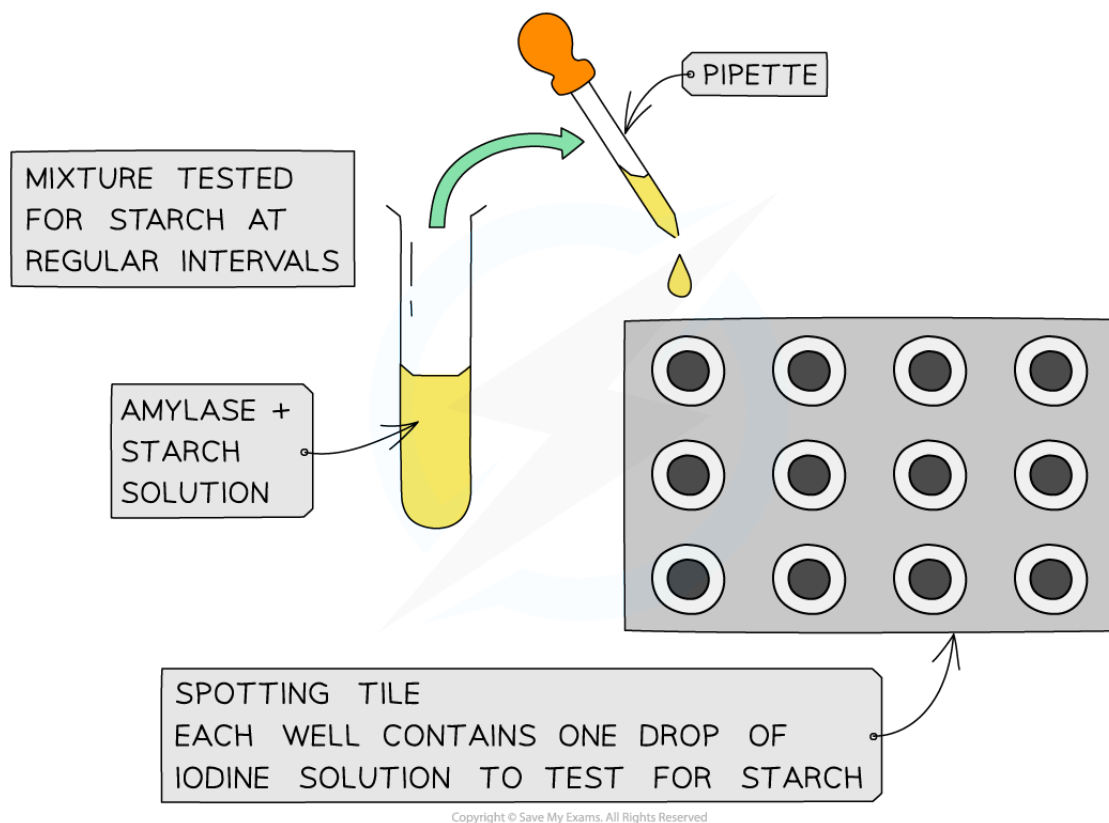 PIPETTE
MIXTURE TESTED
FOR STARCH AT
REGULAR INTERVALS
AMYLASE +
STARCH
SOLUTION
SPOTTING TILE
EACH WELL CONTAINS ONE DROP OF
IODINE SOLUTION TO TEST FOR STARCH
Copyright © Save My Exams. All Rights Reserved